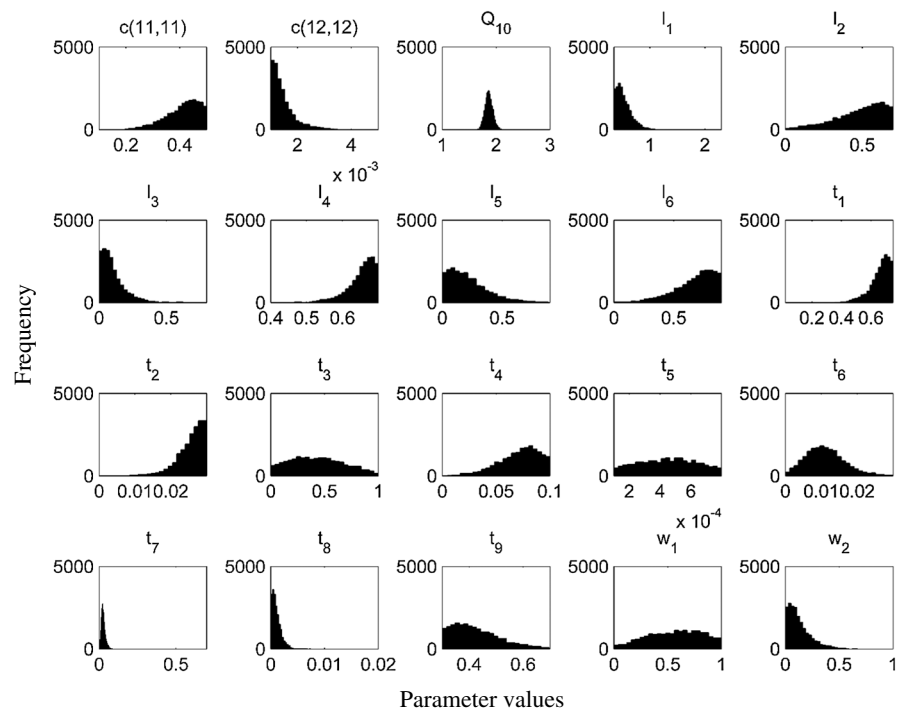 c(11,11) c(12,12) Q10 l1 l2
5000 5000 5000 5000 5000
0 0 0 0 0
0.2 0.4 2 4 1 2 3 1 2 0 0.5
x 10-3
l3 l4 l5 l6 t1
5000 5000 5000 5000 5000
0 0 0 0 0
0 0.5 0.4 0.5 0.6 0 0.5 0 0.5 0.2 0.4 0.6
Frequency
t2 t3 t4 t5 t6
5000 5000 5000 5000 5000
0 0 0 0 0
0 0.01 0.02 0 0.5 1 0 0.05 0.1 2 4 6 0 0.01 0.02
x 10-4
t7 t8 t9 w1 w2
5000 5000 5000 5000 5000
0 0 0 0 0
0 0.5 0 0.01 0.02 0.4 0.6 0 0.5 1 0 0.5 1
Parameter values